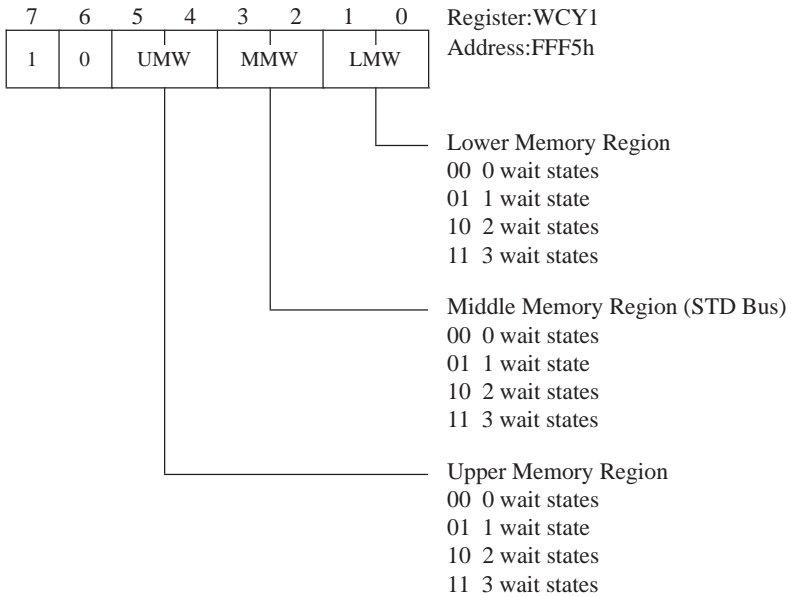 7 6 5 4 3 2 1 0 Register:WCY1
Address:FFF5h
1 0 UMW MMW LMW
Lower Memory Region
00 0 wait states
01 1 wait state
10 2 wait states
11 3 wait states
Middle Memory Region (STD Bus)
00 0 wait states
01 1 wait state
10 2 wait states
11 3 wait states
Upper Memory Region
00 0 wait states
01 1 wait state
10 2 wait states
11 3 wait states